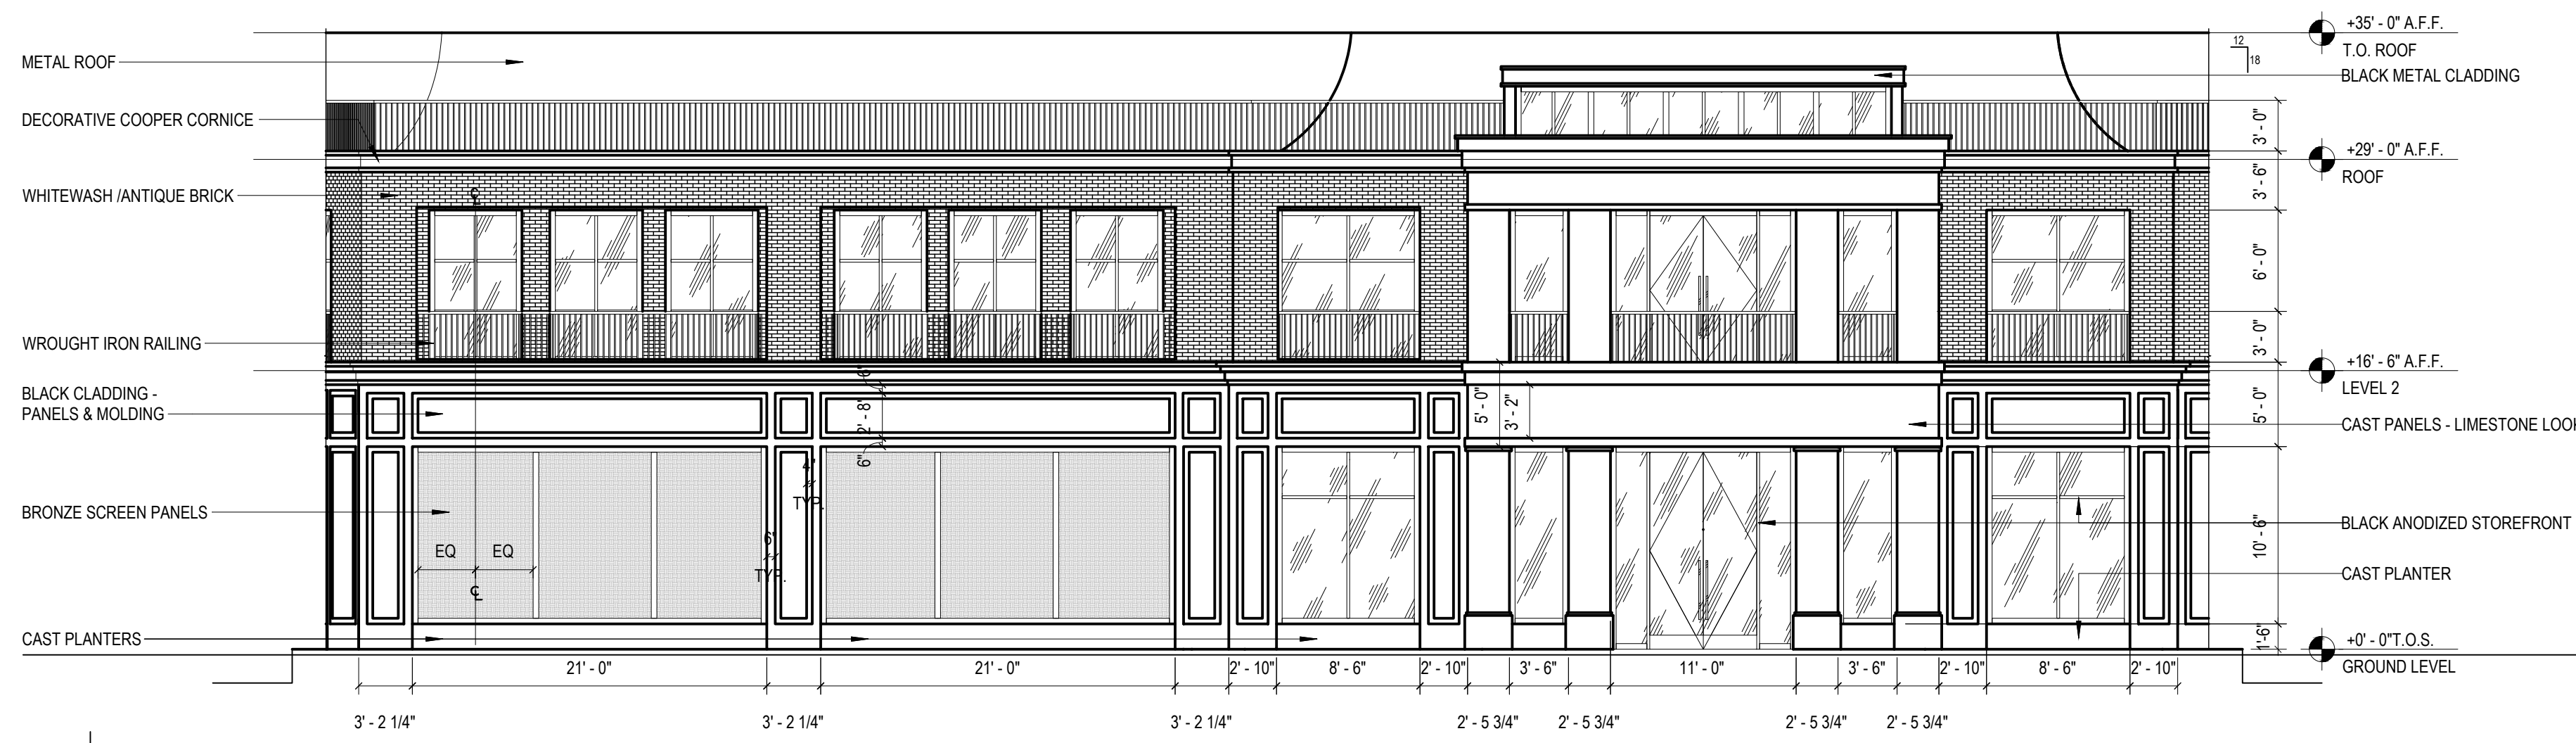 METAL ROOF
DECORATIVE COOPER CORNICE
WHITEWASH /ANTIQUE BRICK
WROUGHT IRON RAILING
BLACK CLADDING -
PANELS & MOLDING
BRONZE SCREEN PANELS
CAST PLANTERS
℄
EQ
EQ
℄
6"
2' - 8"
6"
4"
TYP.
6"
TYP.
5' - 0"
3' - 2"
12
18
+35' - 0" A.F.F.
T.O. ROOF
BLACK METAL CLADDING
3' - 0"
+29' - 0" A.F.F.
ROOF
3' - 6"
6' - 0"
3' - 0"
+16' - 6" A.F.F.
LEVEL 2
5' - 0"
CAST PANELS - LIMESTONE LOOK
10' - 6"
BLACK ANODIZED STOREFRONT
CAST PLANTER
1'-6"
+0' - 0"T.O.S.
GROUND LEVEL
21' - 0"
21' - 0"
2' - 10"
8' - 6"
2' - 10"
3' - 6"
11' - 0"
3' - 6"
2' - 10"
8' - 6"
2' - 10"
3' - 2 1/4"
3' - 2 1/4"
3' - 2 1/4"
2' - 5 3/4"
2' - 5 3/4"
2' - 5 3/4"
2' - 5 3/4"